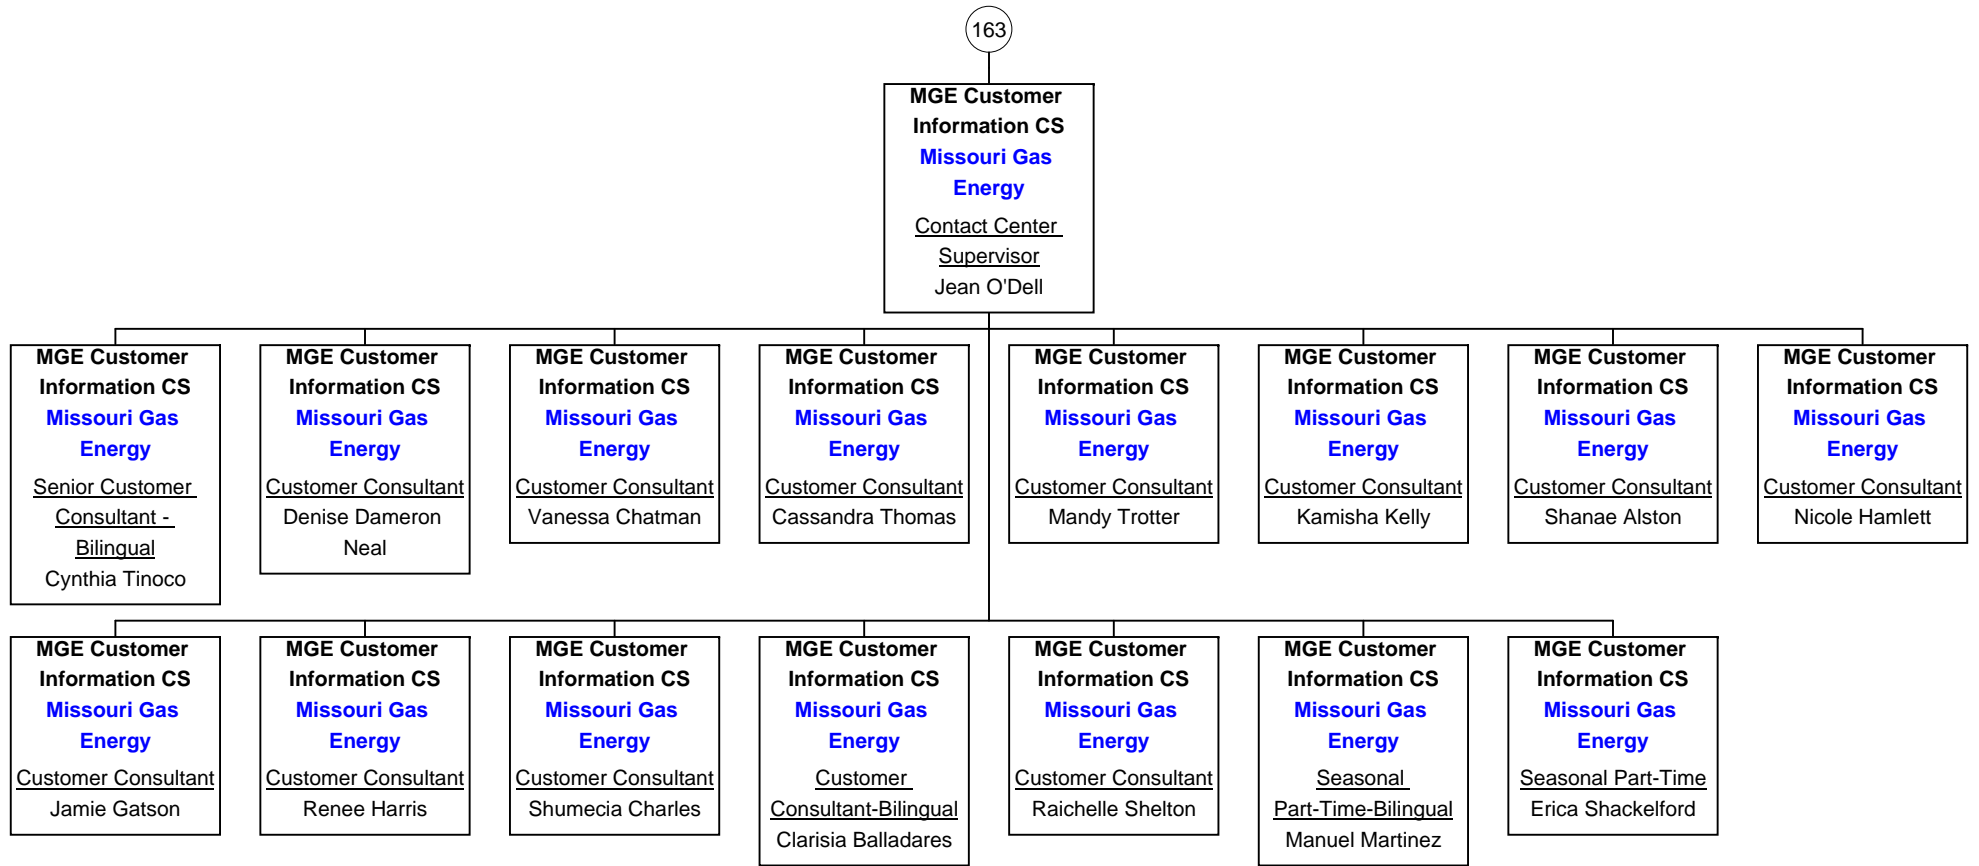 163
MGE Customer
Information CS
Missouri Gas
Energy
Contact Center
Supervisor
Jean O'Dell
MGE Customer
Information CS
Missouri Gas
Energy
Senior Customer
Consultant -
Bilingual
Cynthia Tinoco
MGE Customer
Information CS
Missouri Gas
Energy
Customer Consultant
Denise Dameron
Neal
MGE Customer
Information CS
Missouri Gas
Energy
Customer Consultant
Vanessa Chatman
MGE Customer
Information CS
Missouri Gas
Energy
Customer Consultant
Cassandra Thomas
MGE Customer
Information CS
Missouri Gas
Energy
Customer Consultant
Mandy Trotter
MGE Customer
Information CS
Missouri Gas
Energy
Customer Consultant
Kamisha Kelly
MGE Customer
Information CS
Missouri Gas
Energy
Customer Consultant
Shanae Alston
MGE Customer
Information CS
Missouri Gas
Energy
Customer Consultant
Nicole Hamlett
MGE Customer
Information CS
Missouri Gas
Energy
Customer Consultant
Jamie Gatson
MGE Customer
Information CS
Missouri Gas
Energy
Customer Consultant
Renee Harris
MGE Customer
Information CS
Missouri Gas
Energy
Customer Consultant
Shumecia Charles
MGE Customer
Information CS
Missouri Gas
Energy
Customer
Consultant-Bilingual
Clarisia Balladares
MGE Customer
Information CS
Missouri Gas
Energy
Customer Consultant
Raichelle Shelton
MGE Customer
Information CS
Missouri Gas
Energy
Seasonal
Part-Time-Bilingual
Manuel Martinez
MGE Customer
Information CS
Missouri Gas
Energy
Seasonal Part-Time
Erica Shackelford